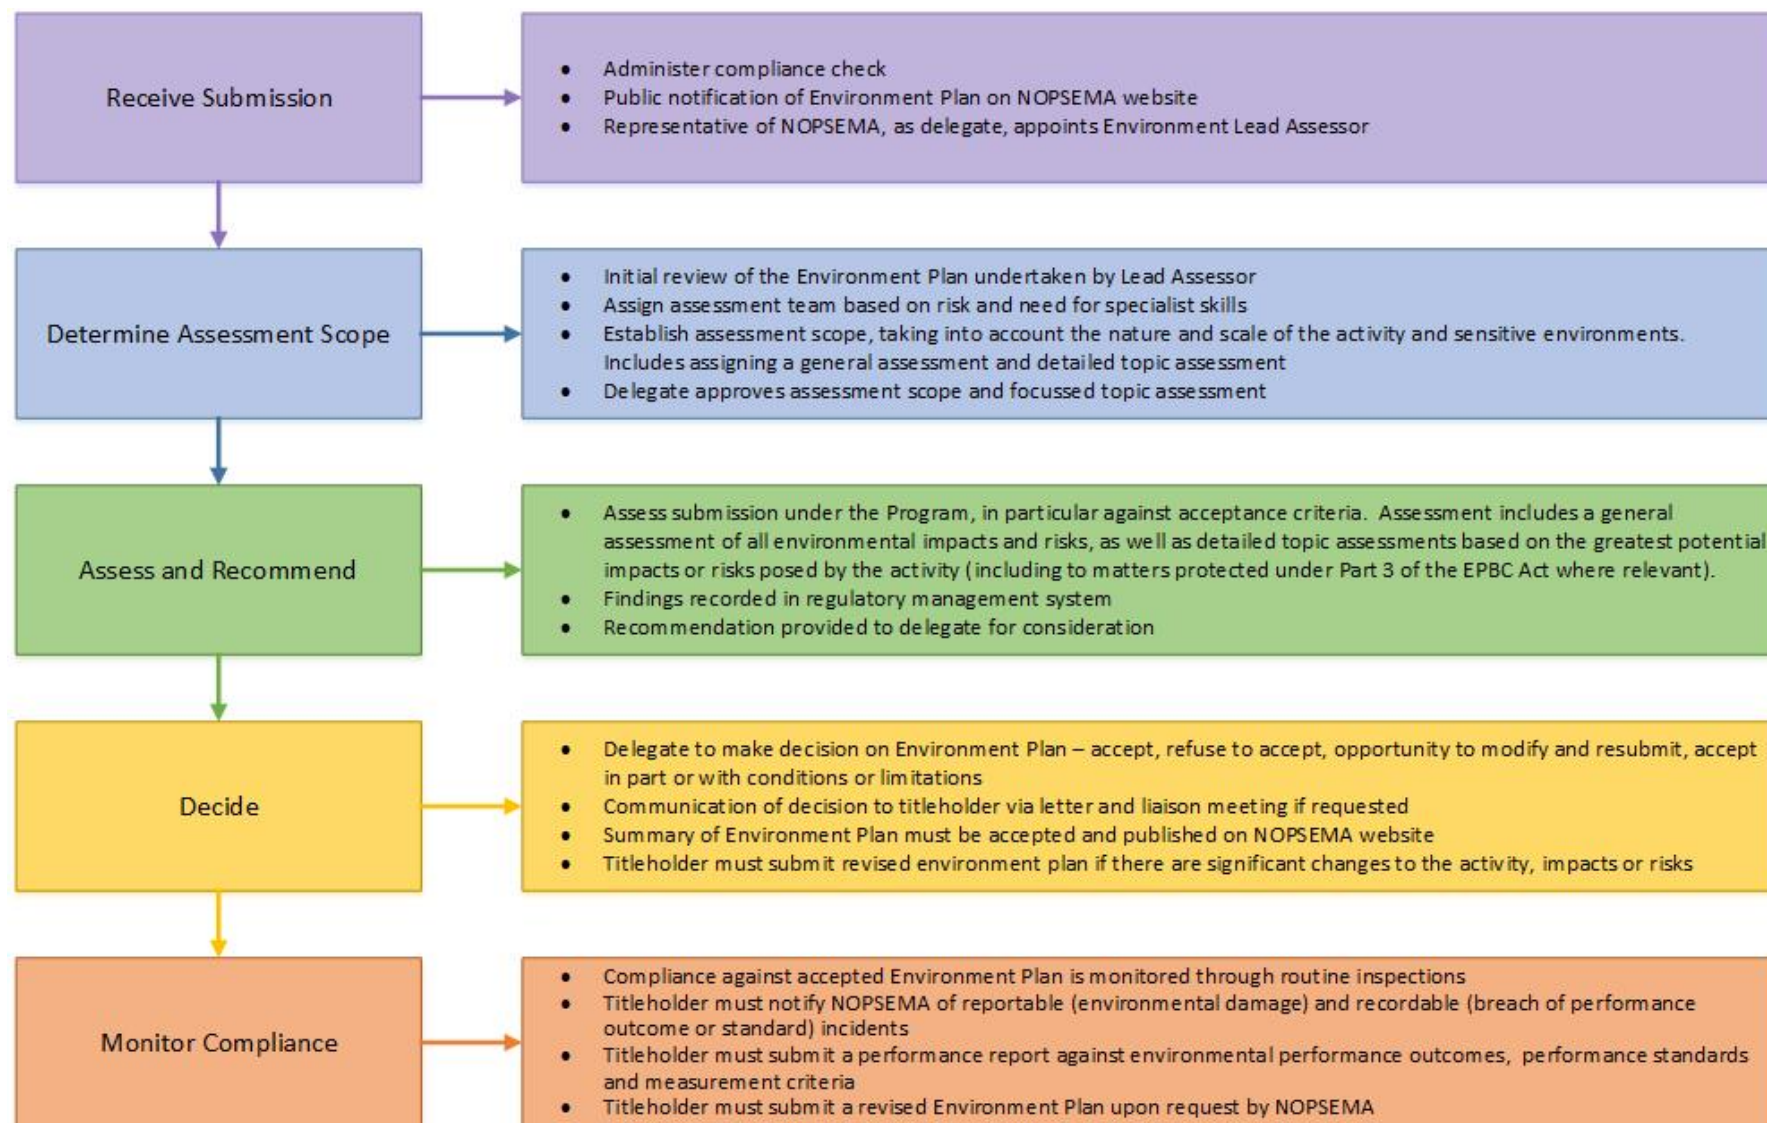 Receive Submission
• Administer compliance check
• Public notification of Environment Plan on NOPSEMA website
• Representative of NOPSEMA, as delegate, appoints Environment Lead Assessor
Determine Assessment Scope
• Initial review of the Environment Plan undertaken by Lead Assessor
• Assign assessment team based on risk and need for specialist skills
• Establish assessment scope, taking into account the nature and scale of the activity and sensitive environments.
Includes assigning a general assessment and detailed topic assessment
• Delegate approves assessment scope and focussed topic assessment
Assess and Recommend
• Assess submission under the Program, in particular against acceptance criteria. Assessment includes a general
assessment of all environmental impacts and risks, as well as detailed topic assessments based on the greatest potential
impacts or risks posed by the activity (including to matters protected under Part 3 of the EPBC Act where relevant).
• Findings recorded in regulatory management system
• Recommendation provided to delegate for consideration
Decide
• Delegate to make decision on Environment Plan – accept, refuse to accept, opportunity to modify and resubmit, accept
in part or with conditions or limitations
• Communication of decision to titleholder via letter and liaison meeting if requested
• Summary of Environment Plan must be accepted and published on NOPSEMA website
• Titleholder must submit revised environment plan if there are significant changes to the activity, impacts or risks
Monitor Compliance
• Compliance against accepted Environment Plan is monitored through routine inspections
• Titleholder must notify NOPSEMA of reportable (environmental damage) and recordable (breach of performance
outcome or standard) incidents
• Titleholder must submit a performance report against environmental performance outcomes, performance standards
and measurement criteria
• Titleholder must submit a revised Environment Plan upon request by NOPSEMA